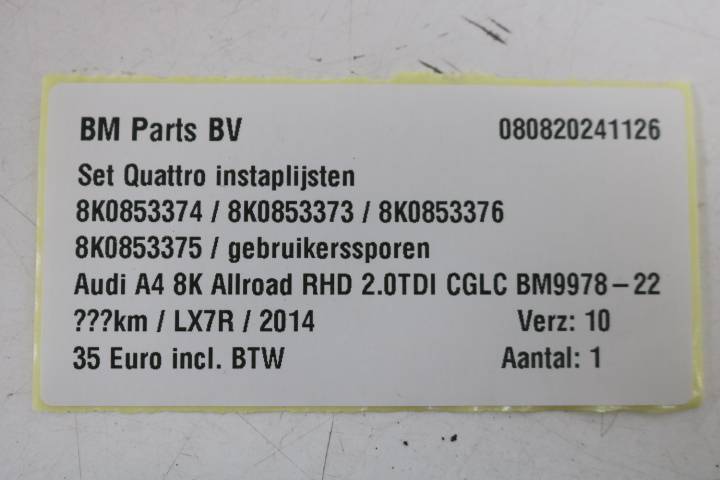 BM Parts BV 080820241126
Set Quattro instaplijsten
8K0853374 / 8K0853373 / 8K0853376
8K0853375 / gebruikerssporen
Audi A4 8K Allroad RHD 2.0TDI CGLC BM9978-22
???km / LX7R / 2014 Verz: 10
35 Euro incl. BTW Aantal: 1